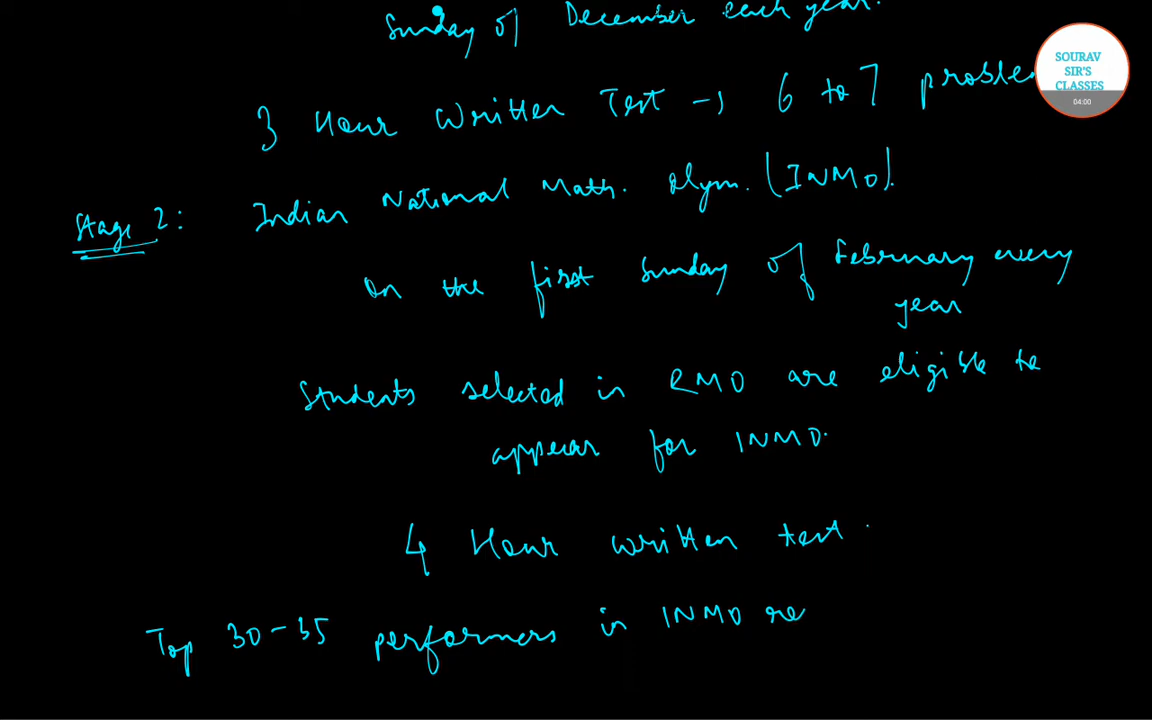 Sunday of December each year.
3 Hour Written Test → 6 to 7 proble
SOURAV
SIR'S
CLASSES
04:00
Stage 2: Indian National Math. Olym. (INMO).
On the first Sunday of February every
year
Students selected in RMO are eligible to
appear for INMO.
4 Hour written test.
Top 30-35 performers in INMO re